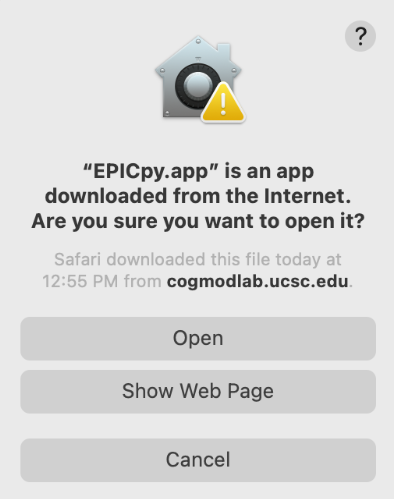 ?
“EPICpy.app” is an app
downloaded from the Internet.
Are you sure you want to open it?
Safari downloaded this file today at
12:55 PM from cogmodlab.ucsc.edu.
Open
Show Web Page
Cancel